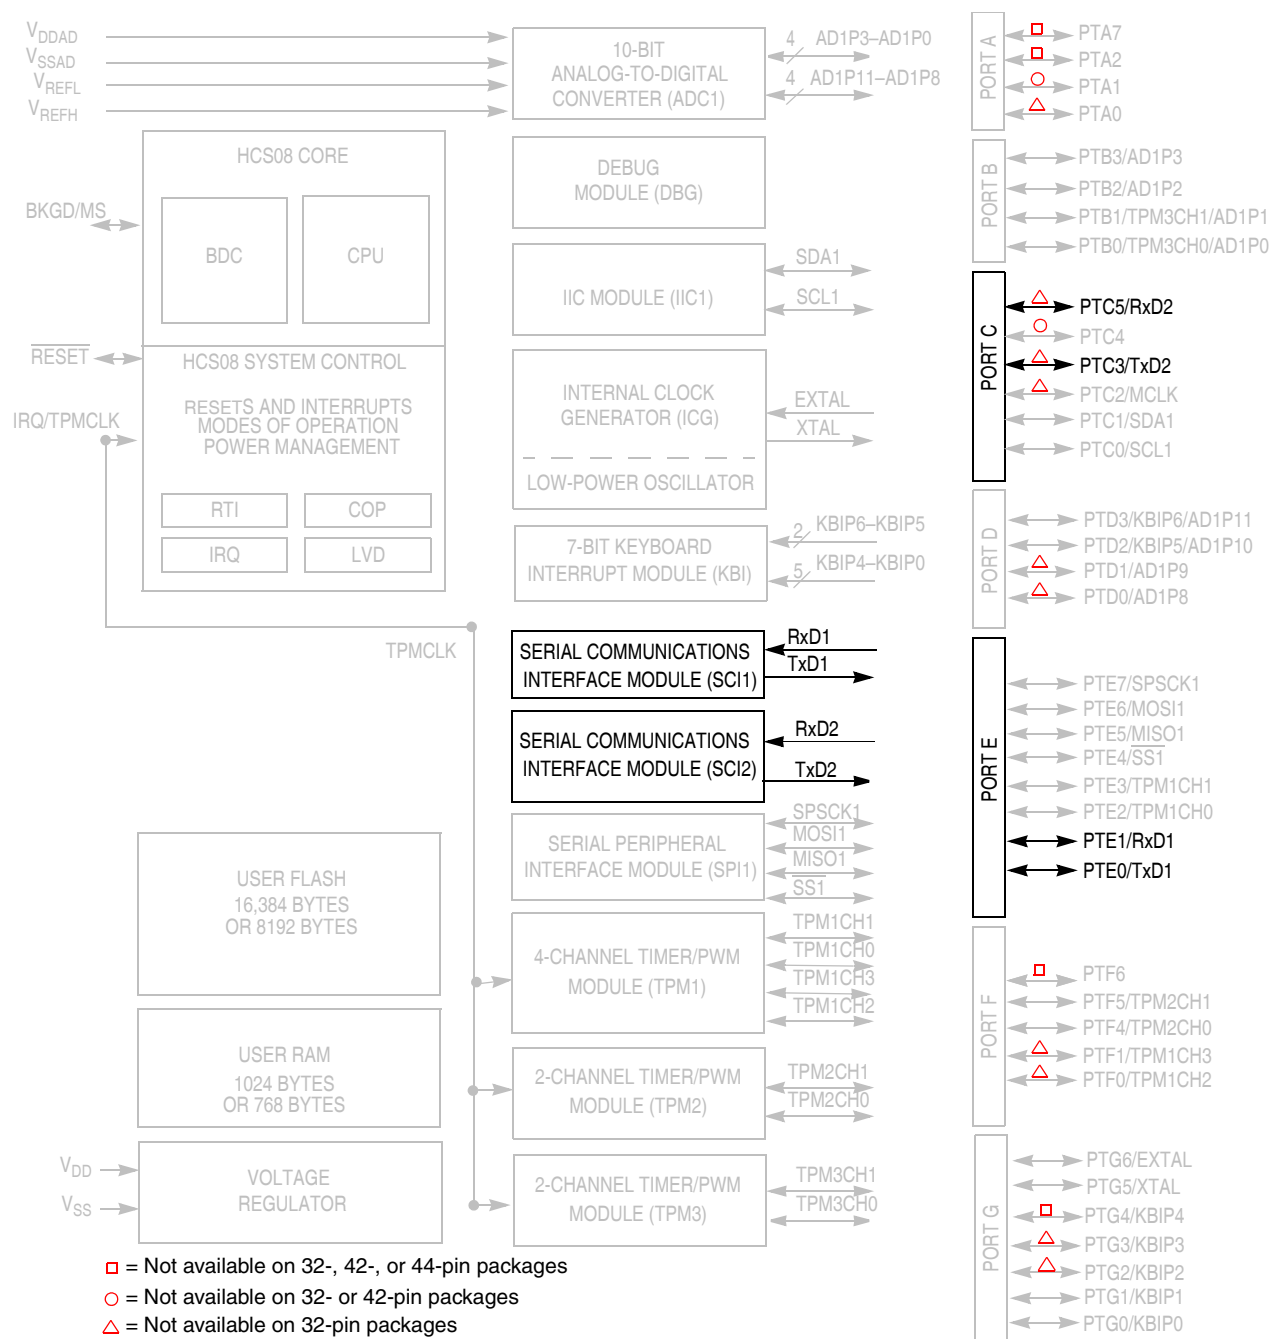 VDDAD
VSSAD
VREFL
VREFH
10-BIT
ANALOG-TO-DIGITAL
CONVERTER (ADC1)
4 AD1P3–AD1P0
4 AD1P11–AD1P8
HCS08 CORE
BDC
CPU
BKGD/MS
RESET
HCS08 SYSTEM CONTROL
RESETS AND INTERRUPTS
MODES OF OPERATION
POWER MANAGEMENT
IRQ/TPMCLK
RTI
COP
IRQ
LVD
DEBUG
MODULE (DBG)
IIC MODULE (IIC1)
SDA1
SCL1
INTERNAL CLOCK
GENERATOR (ICG)
EXTAL
XTAL
LOW-POWER OSCILLATOR
7-BIT KEYBOARD
INTERRUPT MODULE (KBI)
2 KBIP6–KBIP5
5 KBIP4–KBIP0
TPMCLK
SERIAL COMMUNICATIONS
INTERFACE MODULE (SCI1)
RxD1
TxD1
SERIAL COMMUNICATIONS
INTERFACE MODULE (SCI2)
RxD2
TxD2
SERIAL PERIPHERAL
INTERFACE MODULE (SPI1)
SPSCK1
MOSI1
MISO1
SS1
USER FLASH
16,384 BYTES
OR 8192 BYTES
4-CHANNEL TIMER/PWM
MODULE (TPM1)
TPM1CH1
TPM1CH0
TPM1CH3
TPM1CH2
USER RAM
1024 BYTES
OR 768 BYTES
2-CHANNEL TIMER/PWM
MODULE (TPM2)
TPM2CH1
TPM2CH0
VDD
VSS
VOLTAGE
REGULATOR
2-CHANNEL TIMER/PWM
MODULE (TPM3)
TPM3CH1
TPM3CH0
PORT A
PTA7
PTA2
PTA1
PTA0
PORT B
PTB3/AD1P3
PTB2/AD1P2
PTB1/TPM3CH1/AD1P1
PTB0/TPM3CH0/AD1P0
PORT C
PTC5/RxD2
PTC4
PTC3/TxD2
PTC2/MCLK
PTC1/SDA1
PTC0/SCL1
PORT D
PTD3/KBIP6/AD1P11
PTD2/KBIP5/AD1P10
PTD1/AD1P9
PTD0/AD1P8
PORT E
PTE7/SPSCK1
PTE6/MOSI1
PTE5/MISO1
PTE4/SS1
PTE3/TPM1CH1
PTE2/TPM1CH0
PTE1/RxD1
PTE0/TxD1
PORT F
PTF6
PTF5/TPM2CH1
PTF4/TPM2CH0
PTF1/TPM1CH3
PTF0/TPM1CH2
PORT G
PTG6/EXTAL
PTG5/XTAL
PTG4/KBIP4
PTG3/KBIP3
PTG2/KBIP2
PTG1/KBIP1
PTG0/KBIP0
= Not available on 32-, 42-, or 44-pin packages
= Not available on 32- or 42-pin packages
= Not available on 32-pin packages